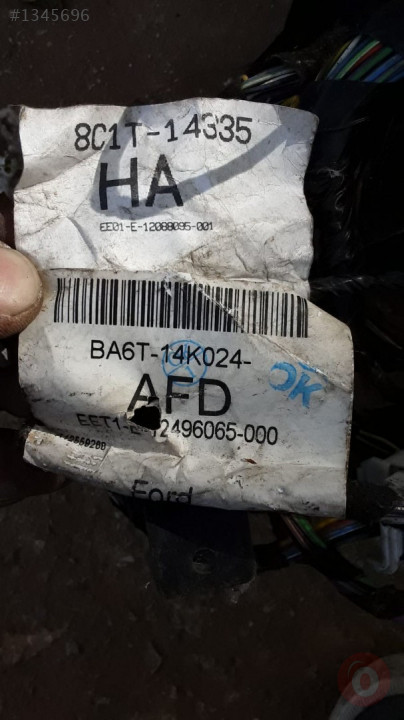 #1345696
8C1T-14335
HA
EE01-E-12088095-001
BA6T-14K024-
AFD
OK
EET1-E-12496065-000
Ford